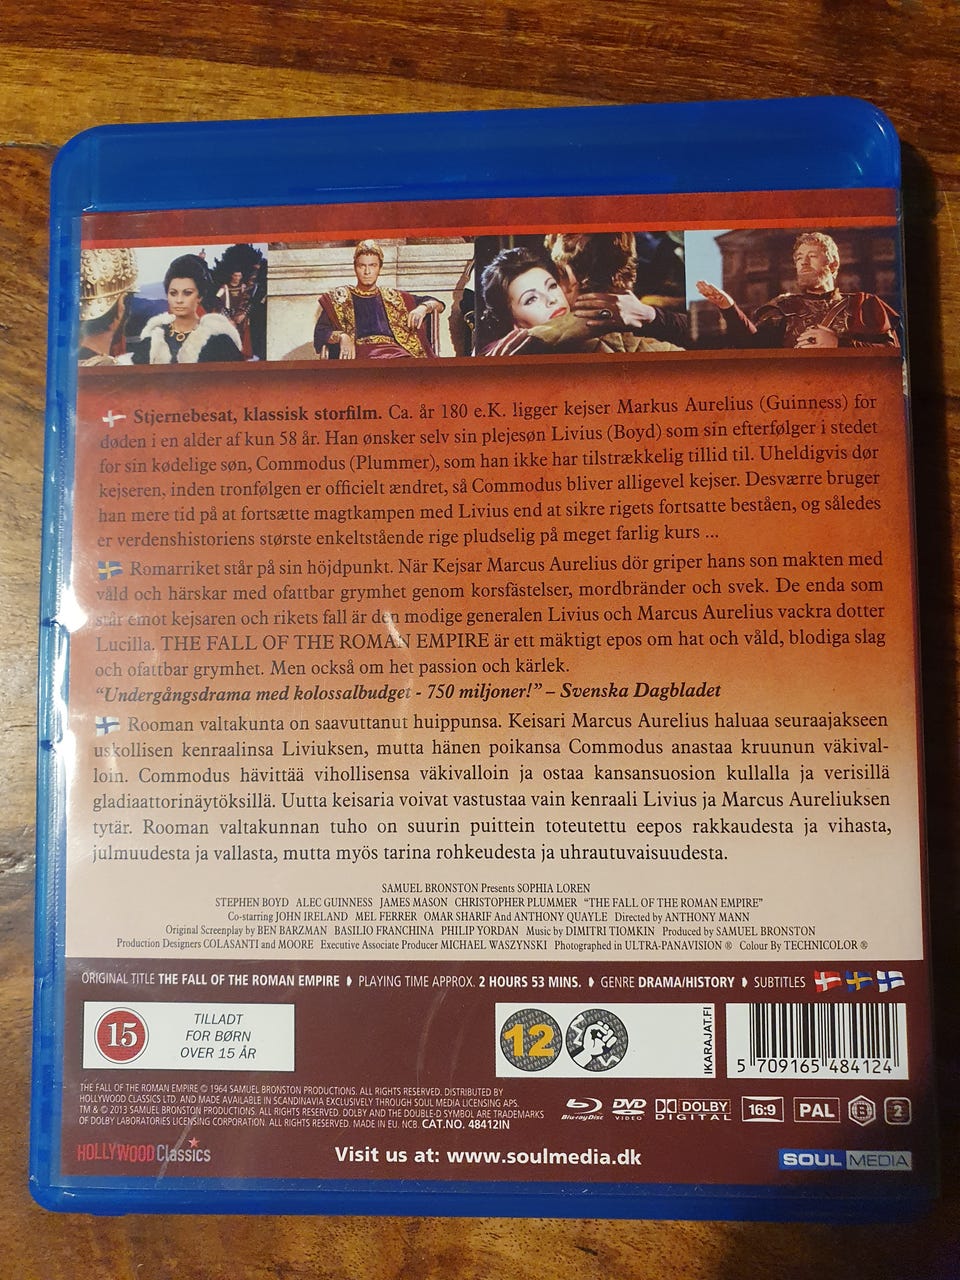 Stjernebesat, klassisk storfilm. Ca. år 180 e.K. ligger kejser Markus Aurelius (Guinness) for
døden i en alder af kun 58 år. Han ønsker selv sin plejesøn Livius (Boyd) som sin efterfølger i stedet
for sin kødelige søn, Commodus (Plummer), som han ikke har tilstrækkelig tillid til. Uheldigvis dør
kejseren, inden tronfølgen er officielt ændret, så Commodus bliver alligevel kejser. Desværre bruger
han mere tid på at fortsætte magtkampen med Livius end at sikre rigets fortsatte beståen, og således
er verdenshistoriens største enkeltstående rige pludselig på meget farlig kurs ...
Romarriket står på sin höjdpunkt. När Kejsar Marcus Aurelius dör griper hans son makten med
våld och härskar med ofattbar grymhet genom korsfästelser, mordbränder och svek. De enda som
står emot kejsaren och rikets fall är den modige generalen Livius och Marcus Aurelius vackra dotter
Lucilla. THE FALL OF THE ROMAN EMPIRE är ett mäktigt epos om hat och våld, blodiga slag
och ofattbar grymhet. Men också om het passion och kärlek.
“Undergångsdrama med kolossalbudget - 750 miljoner!” – Svenska Dagbladet
Rooman valtakunta on saavuttanut huippunsa. Keisari Marcus Aurelius haluaa seuraajakseen
uskollisen kenraalinsa Liviuksen, mutta hänen poikansa Commodus anastaa kruunun väkival-
loin. Commodus hävittää vihollisensa väkivalloin ja ostaa kansansuosion kullalla ja verisillä
gladiaattorinäytöksillä. Uutta keisaria voivat vastustaa vain kenraali Livius ja Marcus Aureliuksen
tytär. Rooman valtakunnan tuho on suurin puittein toteutettu eepos rakkaudesta ja vihasta,
julmuudesta ja vallasta, mutta myös tarina rohkeudesta ja uhrautuvaisuudesta.
SAMUEL BRONSTON Presents SOPHIA LOREN
STEPHEN BOYD ALEC GUINNESS JAMES MASON CHRISTOPHER PLUMMER “THE FALL OF THE ROMAN EMPIRE”
Co-starring JOHN IRELAND MEL FERRER OMAR SHARIF And ANTHONY QUAYLE Directed by ANTHONY MANN
Original Screenplay by BEN BARZMAN BASILIO FRANCHINA PHILIP YORDAN Music by DIMITRI TIOMKIN Produced by SAMUEL BRONSTON
Production Designers COLASANTI and MOORE Executive Associate Producer MICHAEL WASZYNSKI Photographed in ULTRA-PANAVISION ® Colour By TECHNICOLOR ®
ORIGINAL TITLE THE FALL OF THE ROMAN EMPIRE PLAYING TIME APPROX. 2 HOURS 53 MINS. GENRE DRAMA/HISTORY SUBTITLES
15
TILLADT
FOR BØRN
OVER 15 ÅR
12
IKARAJAT.FI
5 709165 484124
THE FALL OF THE ROMAN EMPIRE © 1964 SAMUEL BRONSTON PRODUCTIONS. ALL RIGHTS RESERVED. DISTRIBUTED BY
HOLLYWOOD CLASSICS LTD. AND MADE AVAILABLE IN SCANDINAVIA EXCLUSIVELY THROUGH SOUL MEDIA LICENSING APS.
TM & © 2013 SAMUEL BRONSTON PRODUCTIONS. ALL RIGHTS RESERVED. DOLBY AND THE DOUBLE-D SYMBOL ARE TRADEMARKS
OF DOLBY LABORATORIES LICENSING CORPORATION. ALL RIGHTS RESERVED. MADE IN EU. NCB. CAT.NO. 48412IN
Blu-ray Disc
DVD VIDEO
DOLBY DIGITAL
16:9
PAL
B
2
HOLLYWOOD Classics
Visit us at: www.soulmedia.dk
SOUL MEDIA